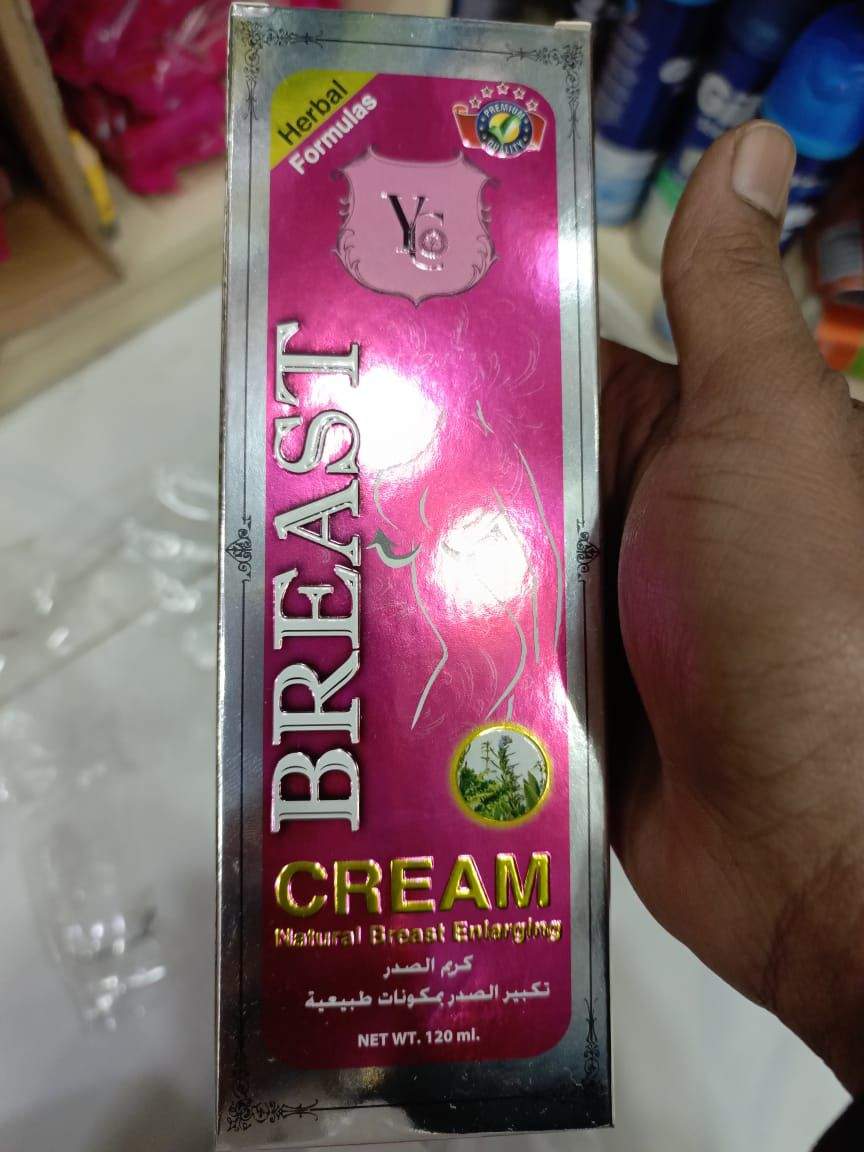 Herbal
Formulas
PREMIUM
QUALITY
YC
BREAST
CREAM
Natural Breast Enlarging
كريم الصدر
تكبير الصدر بمكونات طبيعية
NET WT. 120 ml.